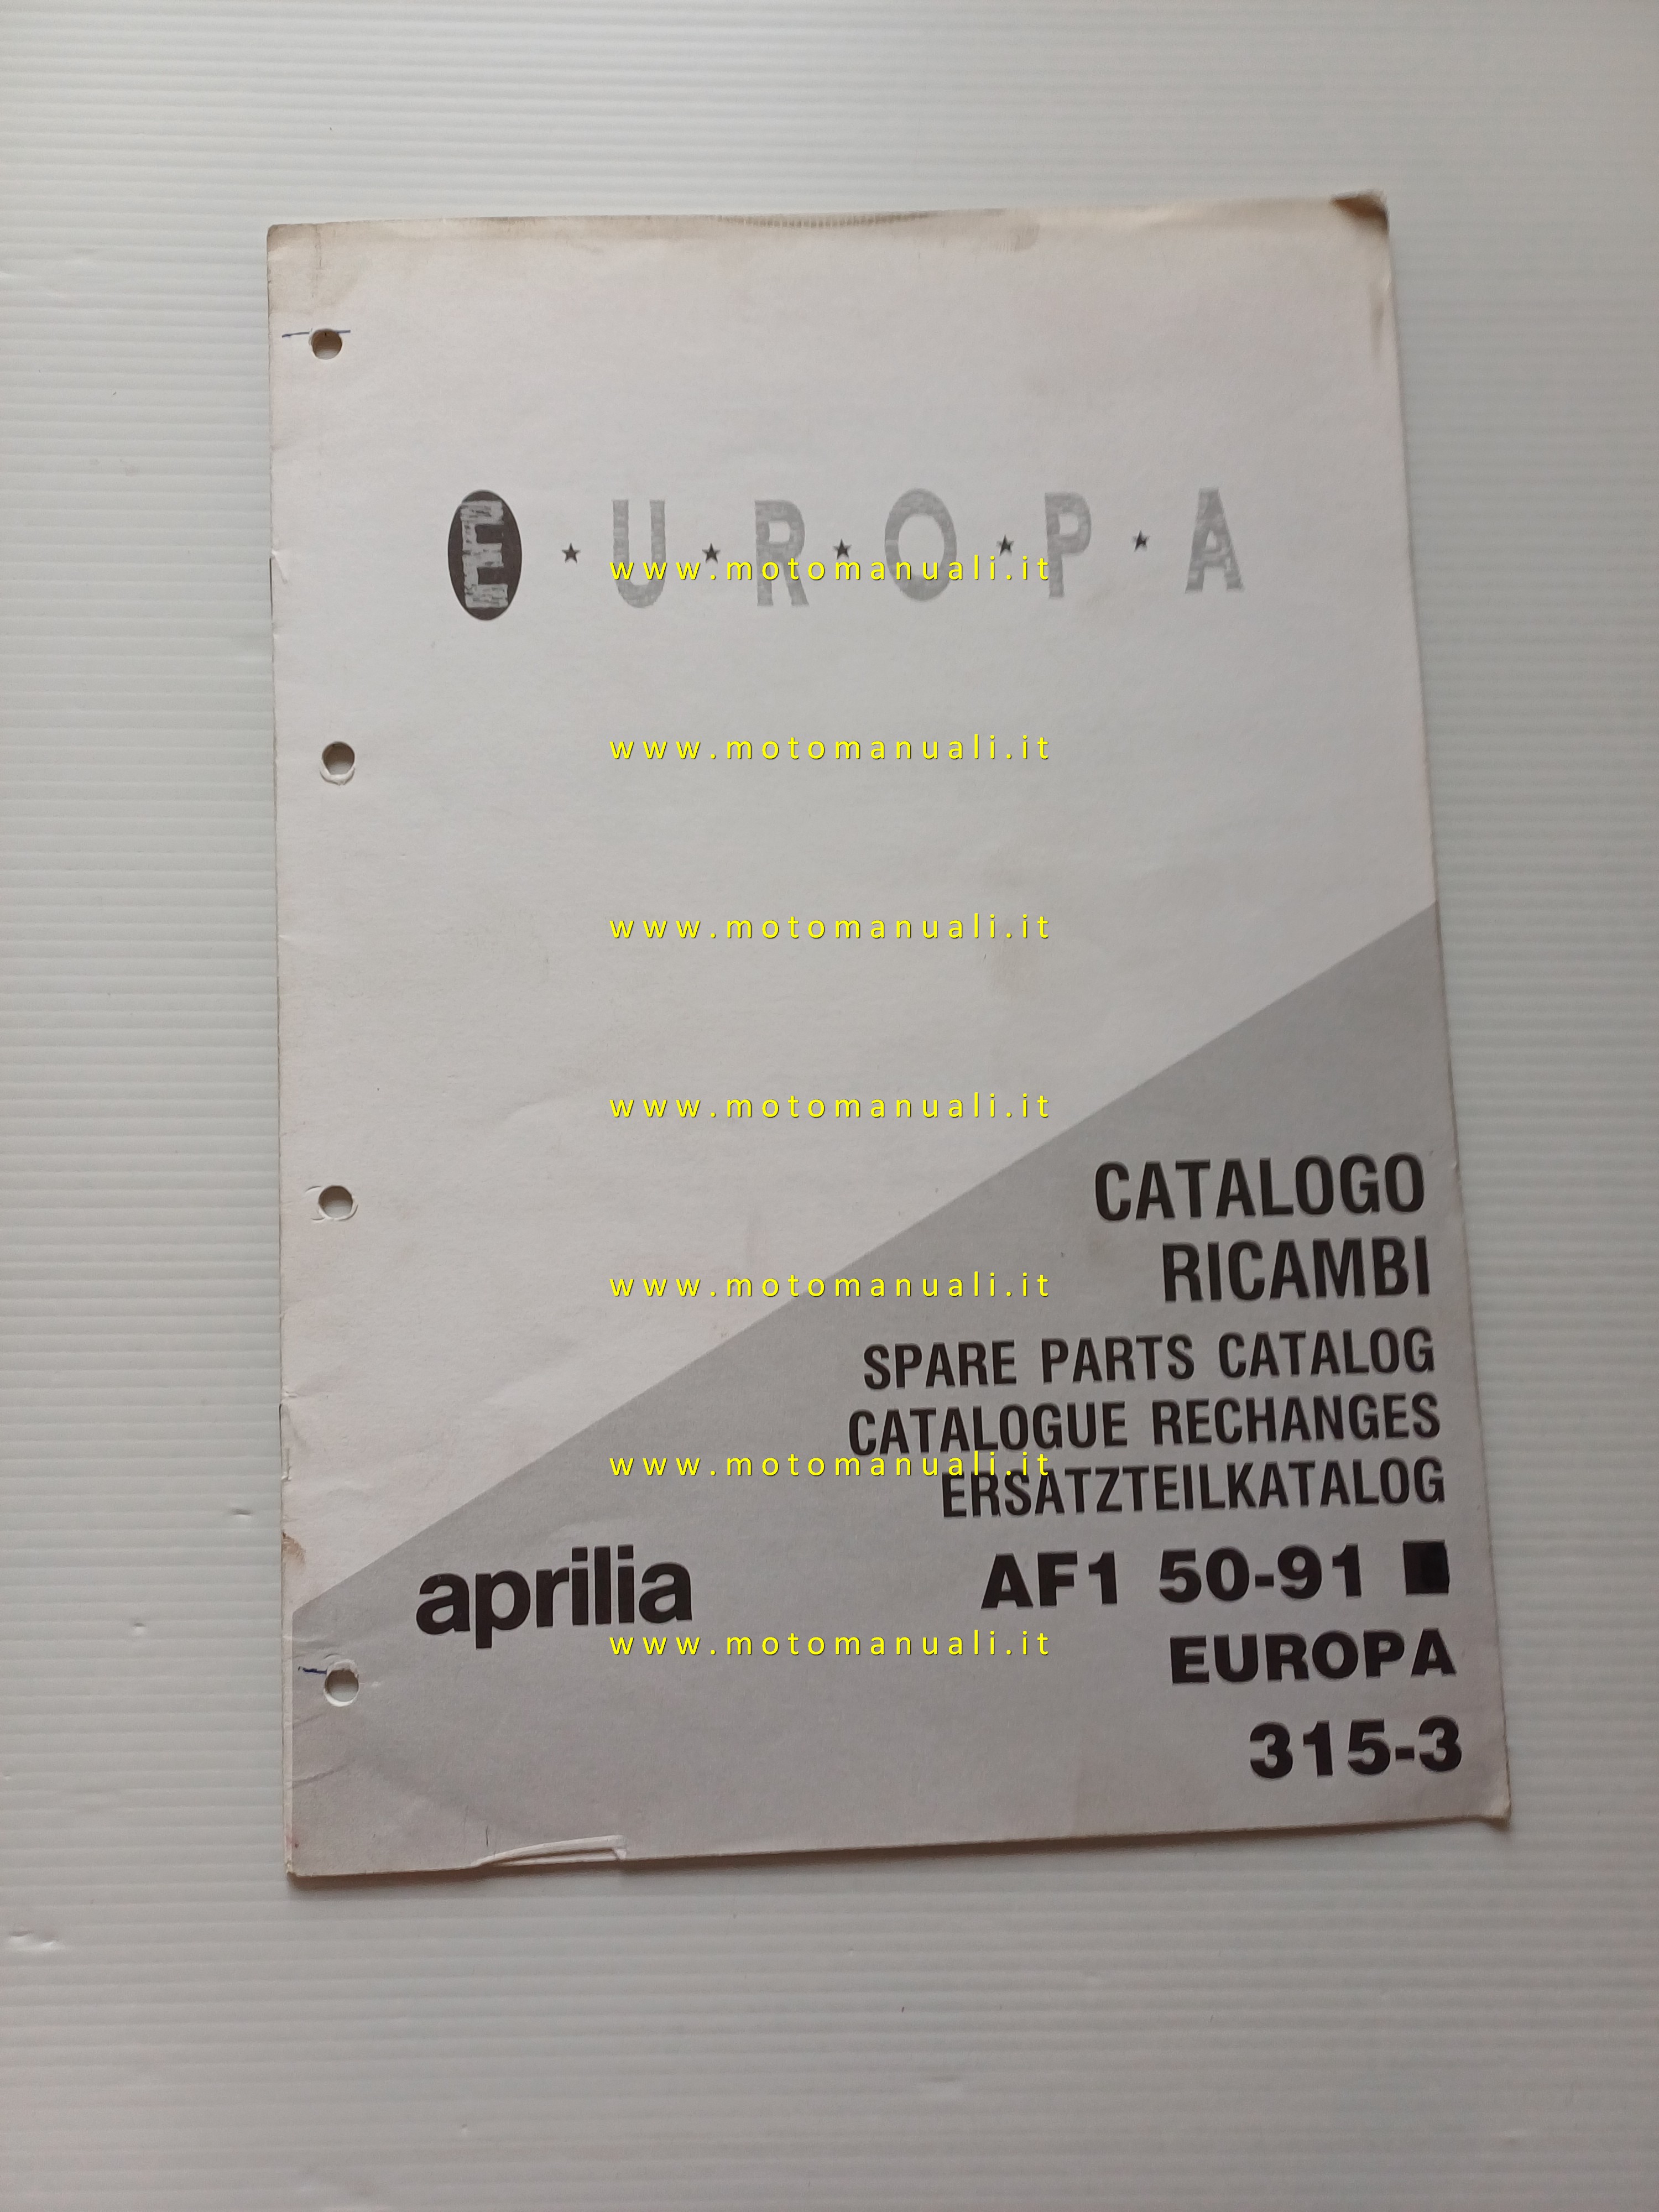 E ★ U ★ R ★ O ★ P ★ A
www.motomanuali.it
www.motomanuali.it
www.motomanuali.it
www.motomanuali.it
CATALOGO
RICAMBI
www.motomanuali.it
SPARE PARTS CATALOG
CATALOGUE RECHANGES
www.motomanuali.it
ERSATZTEILKATALOG
aprilia
AF1 50-91 ■
www.motomanuali.it
EUROPA
315-3